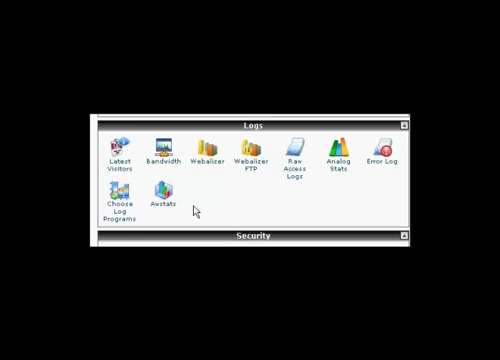 Logs
Latest
Visitors
Bandwidth
Webalizer
Webalizer
FTP
Raw
Access
Logs
Analog
Stats
Error Log
Choose
Log
Programs
Awstats
Security